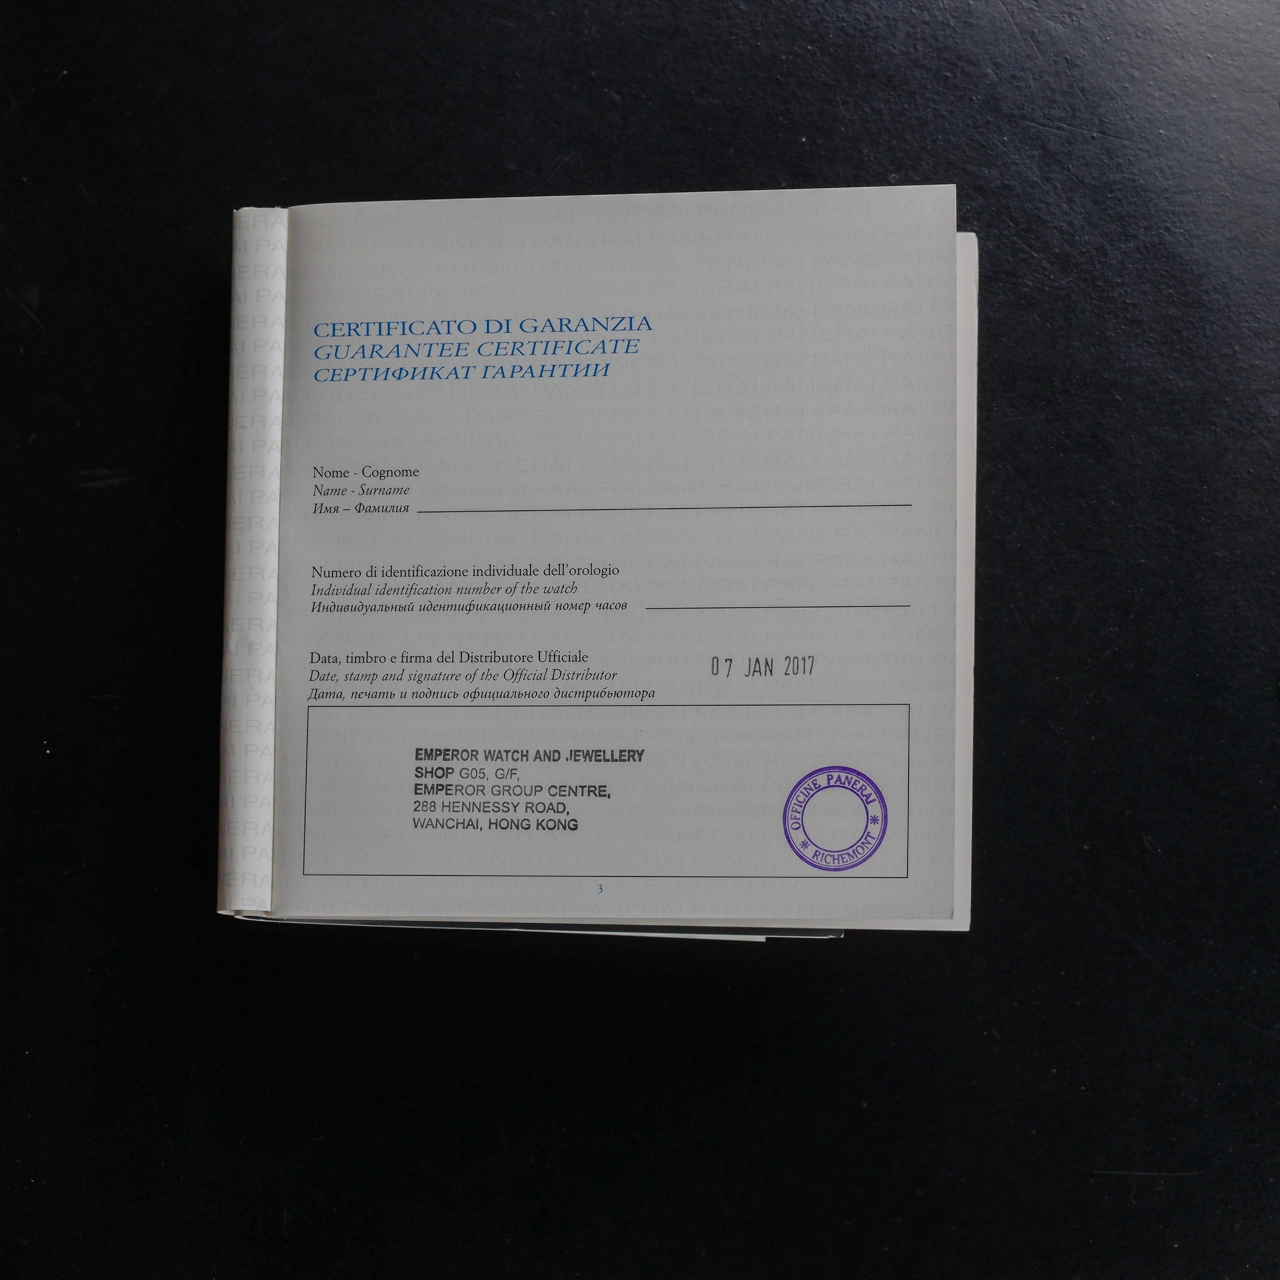 CERTIFICATO DI GARANZIA
GUARANTEE CERTIFICATE
СЕРТИФИКАТ ГАРАНТИИ
Nome - Cognome
Name - Surname
Имя – Фамилия
Numero di identificazione individuale dell'orologio
Individual identification number of the watch
Индивидуальный идентификационный номер часов
Data, timbro e firma del Distributore Ufficiale
Date, stamp and signature of the Official Distributor
Дата, печать и подпись официального дистрибьютора
07 JAN 2017
EMPEROR WATCH AND JEWELLERY
SHOP G05, G/F,
EMPEROR GROUP CENTRE,
288 HENNESSY ROAD,
WANCHAI, HONG KONG
OFFICINE PANERAI
RICHEMONT
3